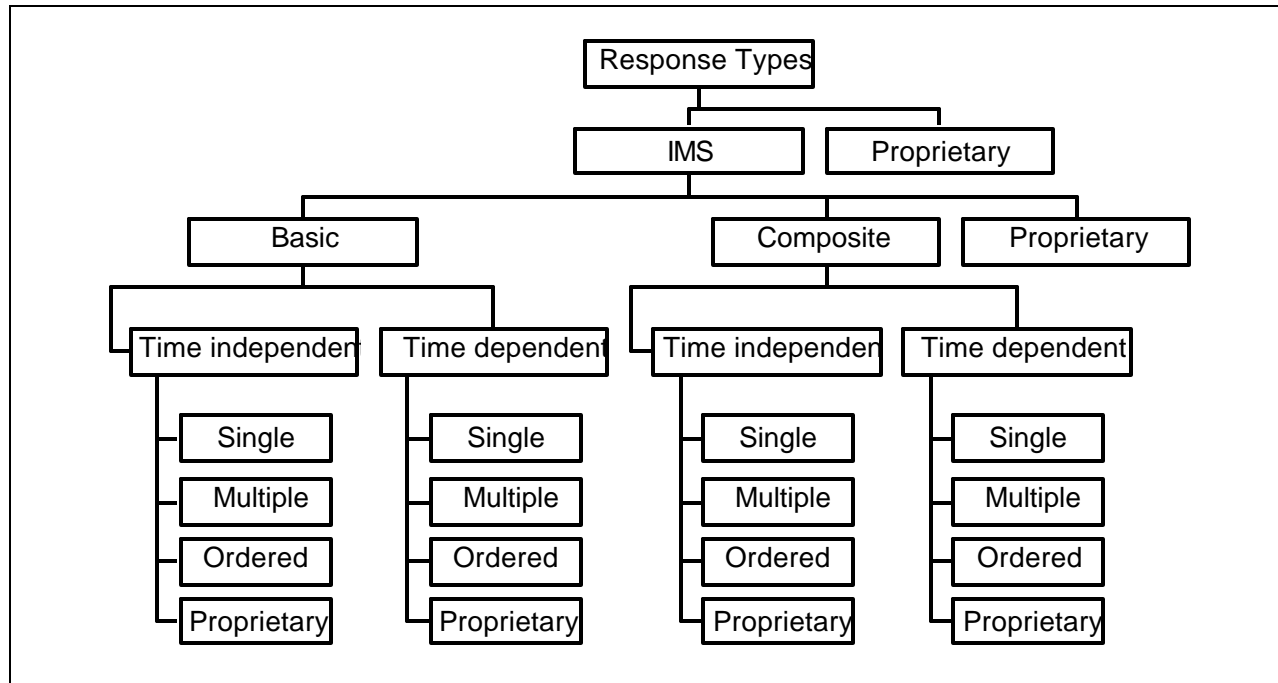 Response Types
IMS
Proprietary
Basic
Composite
Proprietary
Time independent
Time dependent
Time independen
Time dependent
Single
Single
Single
Single
Multiple
Multiple
Multiple
Multiple
Ordered
Ordered
Ordered
Ordered
Proprietary
Proprietary
Proprietary
Proprietary